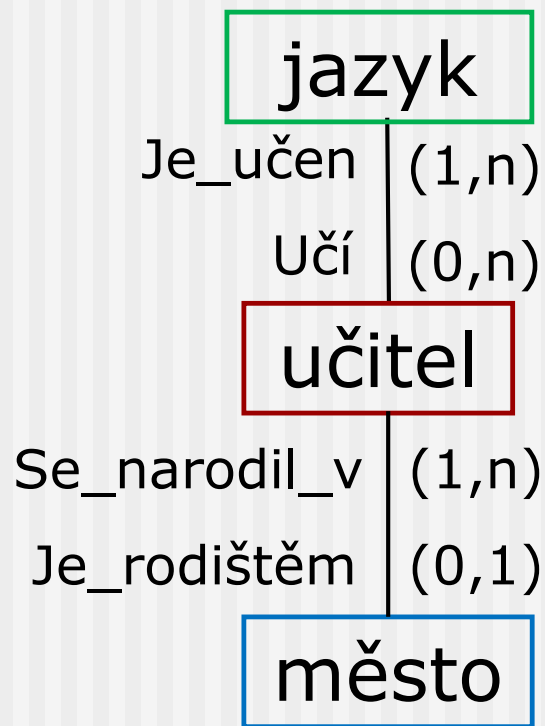 jazyk
Je_učen (1,n)
Učí (0,n)
učitel
Se_narodil_v (1,n)
Je_rodištěm (0,1)
město